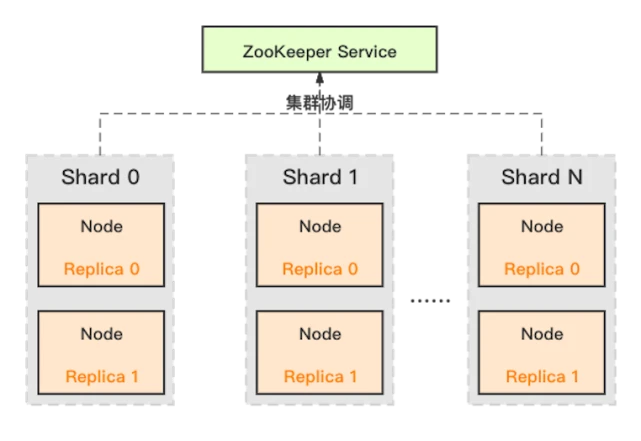 ZooKeeper Service
集群协调
Shard 0
Node
Replica 0
Node
Replica 1
Shard 1
Node
Replica 0
Node
Replica 1
......
Shard N
Node
Replica 0
Node
Replica 1